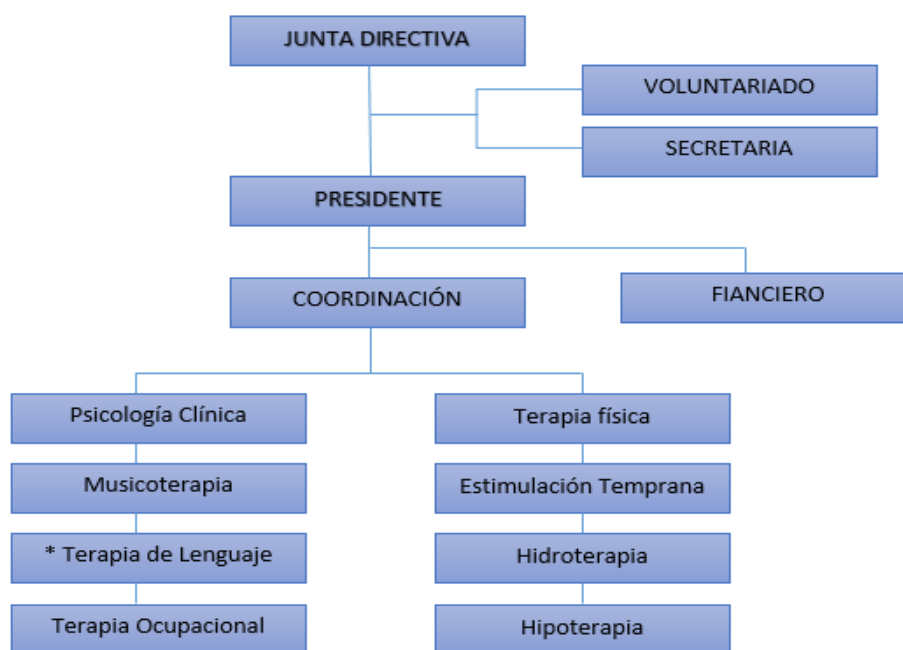 JUNTA DIRECTIVA
VOLUNTARIADO
SECRETARIA
PRESIDENTE
COORDINACIÓN
FIANCIERO
Psicología Clínica
Terapia física
Musicoterapia
Estimulación Temprana
* Terapia de Lenguaje
Hidroterapia
Terapia Ocupacional
Hipoterapia